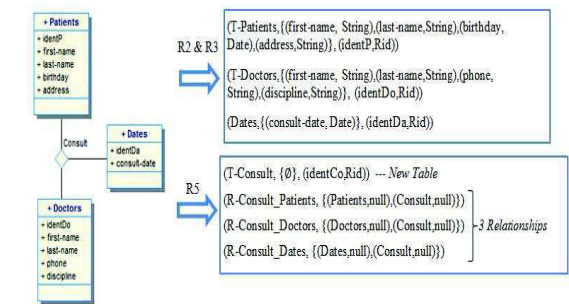 + Patients
+ identP
+ first-name
+ last-name
+ birthday
+ address
Consult
+ Dates
+ identDa
+ consult-date
+ Doctors
+ identDo
+ first-name
+ last-name
+ phone
+ discipline
R2 & R3
(T-Patients,{(first-name, String),(last-name,String),(birthday,
Date),(address,String)}, (identP,Rid))
(T-Doctors,{(first-name, String),(last-name,String),(phone,
String),(discipline,String)}, (identDo,Rid))
(Dates,{(consult-date, Date)},(identDa,Rid))
R5
(T-Consult, {∅},(identCo,Rid)) --- New Table
(R-Consult_Patients, {(Patients,null),(Consult,null)})
(R-Consult_Doctors, {(Doctors,null),(Consult,null)})
(R-Consult_Dates, {(Dates,null),(Consult,null)})
3 Relationships